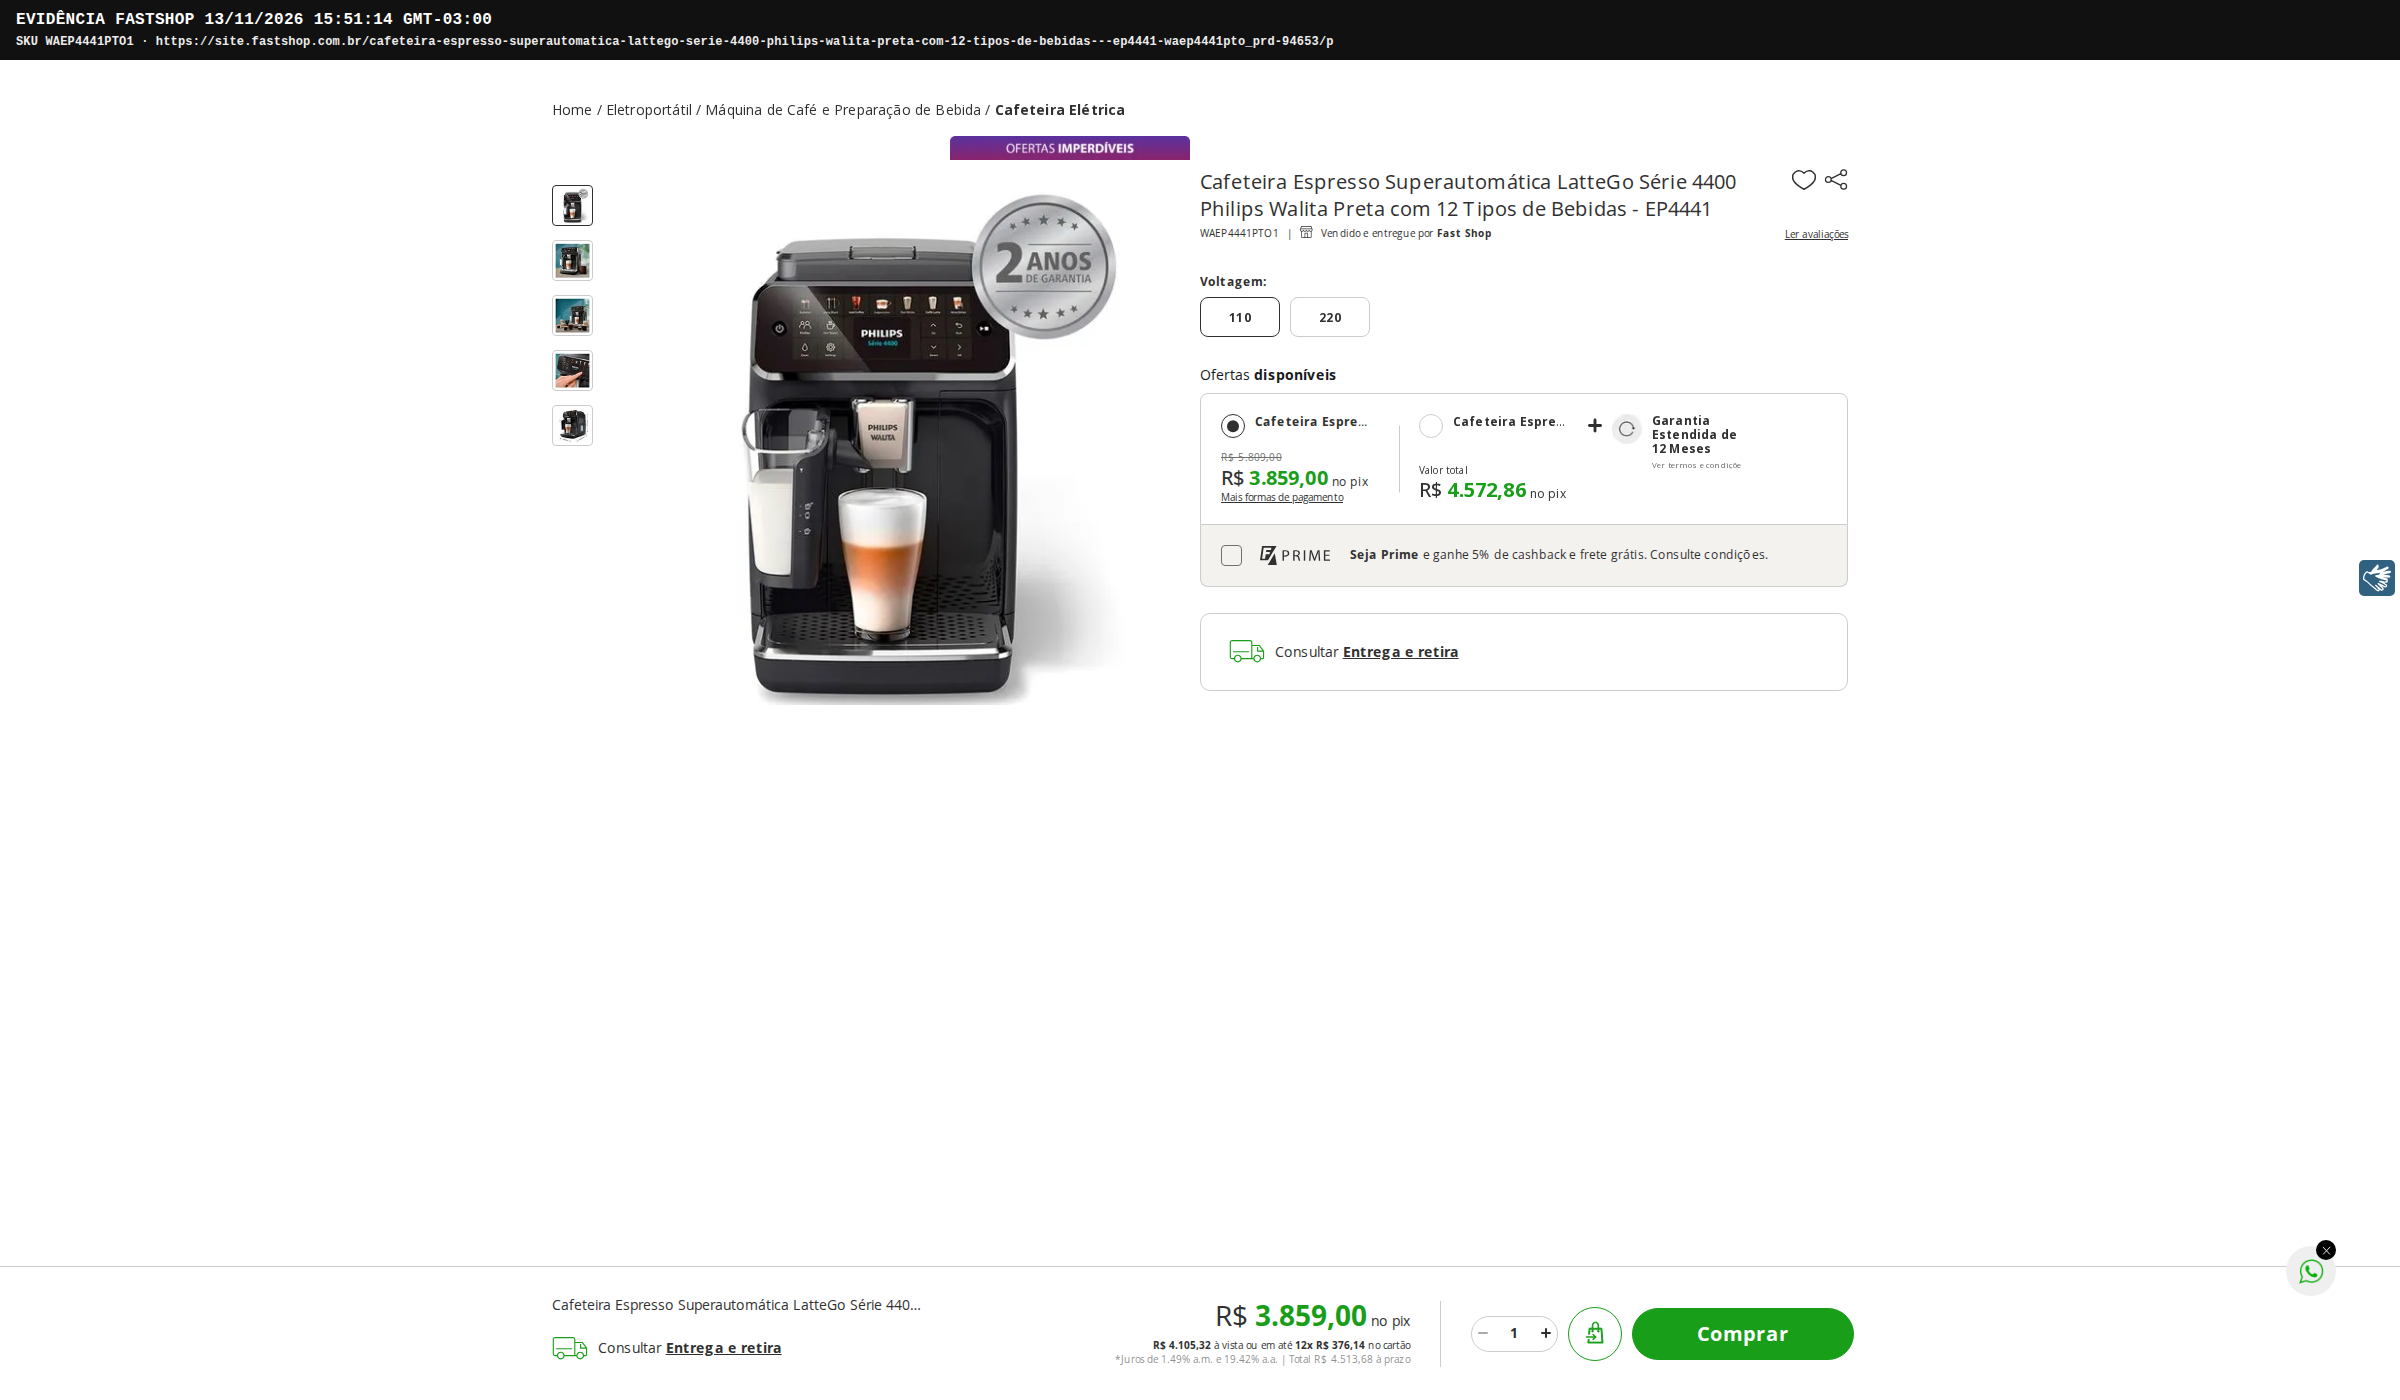 EVIDÊNCIA FASTSHOP 13/11/2026 15:51:14 GMT-03:00
SKU WAEP4441PTO1 · https://site.fastshop.com.br/cafeteira-espresso-superautomatica-lattego-serie-4400-philips-walita-preta-com-12-tipos-de-bebidas---ep4441-waep4441pto_prd-94653/p
Home / Eletroportátil / Máquina de Café e Preparação de Bebida / Cafeteira Elétrica
OFERTAS IMPERDÍVEIS
2 ANOS
DE GARANTIA
PHILIPS
Série 4400
PHILIPS
WALITA
Cafeteira Espresso Superautomática LatteGo Série 4400
Philips Walita Preta com 12 Tipos de Bebidas - EP4441
WAEP4441PTO1 | Vendido e entregue por Fast Shop
Ler avaliações
Voltagem:
110
220
Ofertas disponíveis
Cafeteira Espre...
R$ 5.809,00
R$ 3.859,00 no pix
Mais formas de pagamento
Cafeteira Espre...
Valor total
R$ 4.572,86 no pix
+
Garantia
Estendida de
12 Meses
Ver termos e condiçõe
PRIME
Seja Prime e ganhe 5% de cashback e frete grátis. Consulte condições.
Consultar Entrega e retira
Cafeteira Espresso Superautomática LatteGo Série 440...
Consultar Entrega e retira
R$ 3.859,00 no pix
R$ 4.105,32 à vista ou em até 12x R$ 376,14 no cartão
*Juros de 1.49% a.m. e 19.42% a.a. | Total R$ 4.513,68 à prazo
− 1 +
Comprar